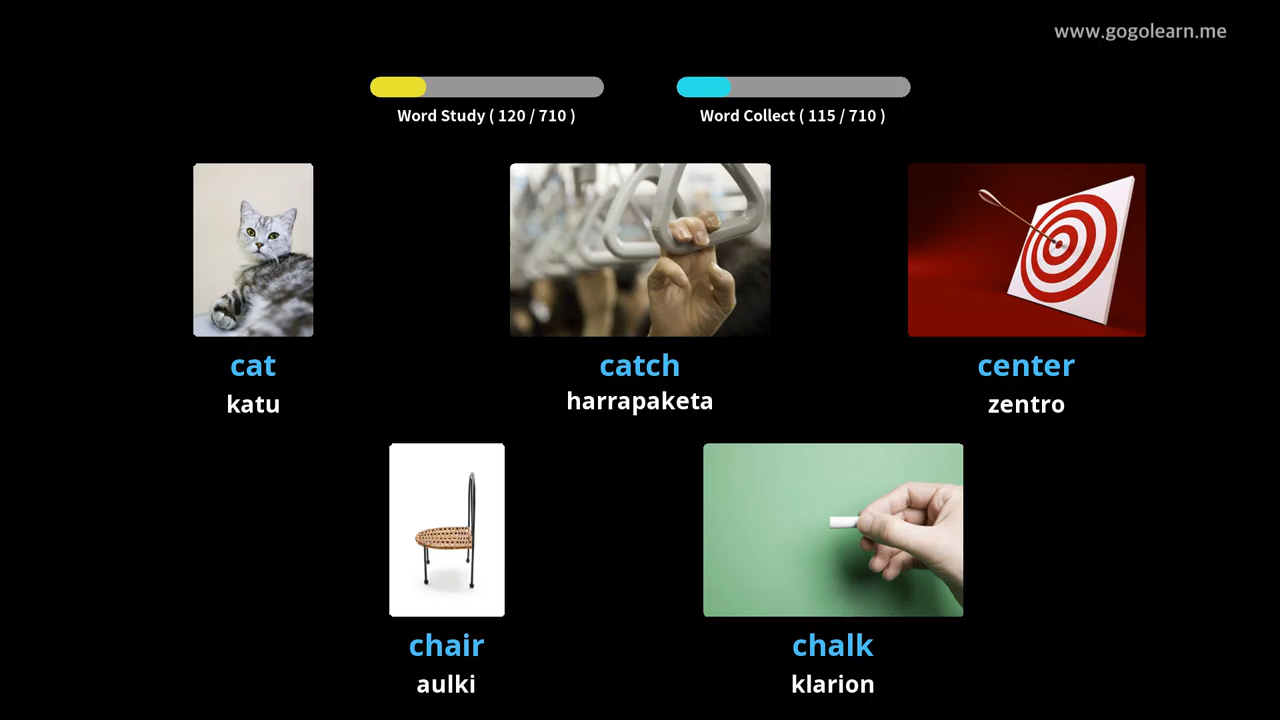 www.gogolearn.me
Word Study ( 120 / 710 )
Word Collect ( 115 / 710 )
cat
katu
catch
harrapaketa
center
zentro
chair
aulki
chalk
klarion